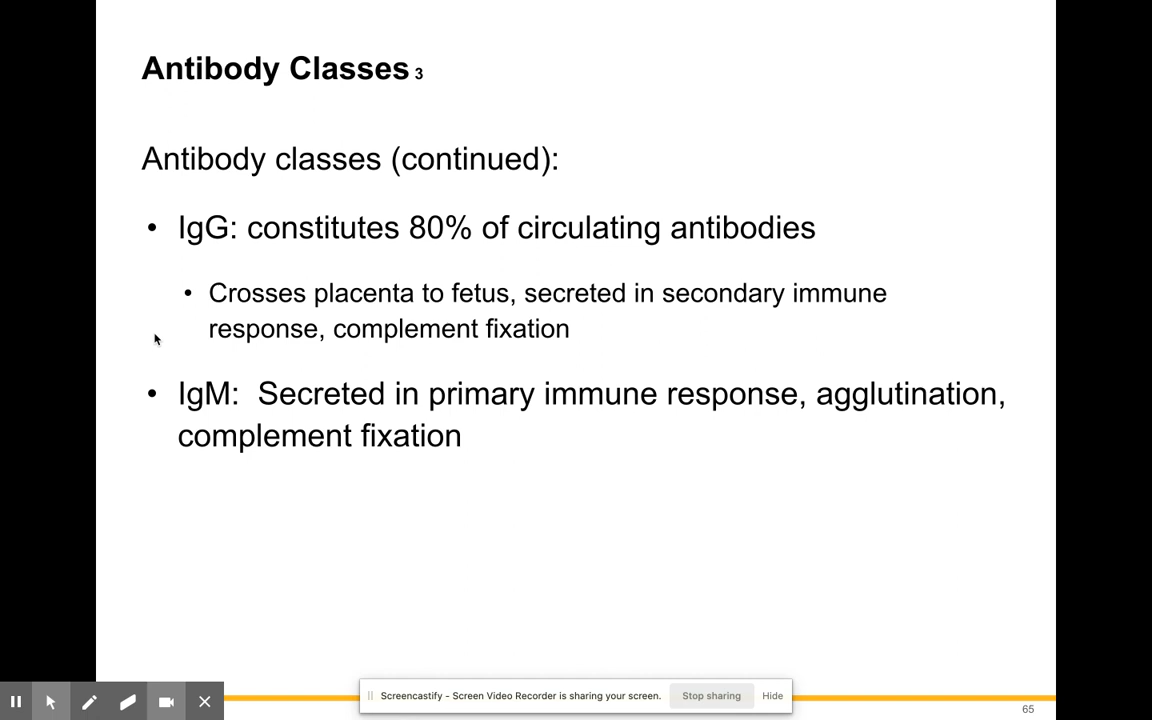 Antibody Classes 3
Antibody classes (continued):
• IgG: constitutes 80% of circulating antibodies
• Crosses placenta to fetus, secreted in secondary immune
response, complement fixation
• IgM:  Secreted in primary immune response, agglutination,
complement fixation
Screencastify - Screen Video Recorder is sharing your screen. Stop sharing Hide
65